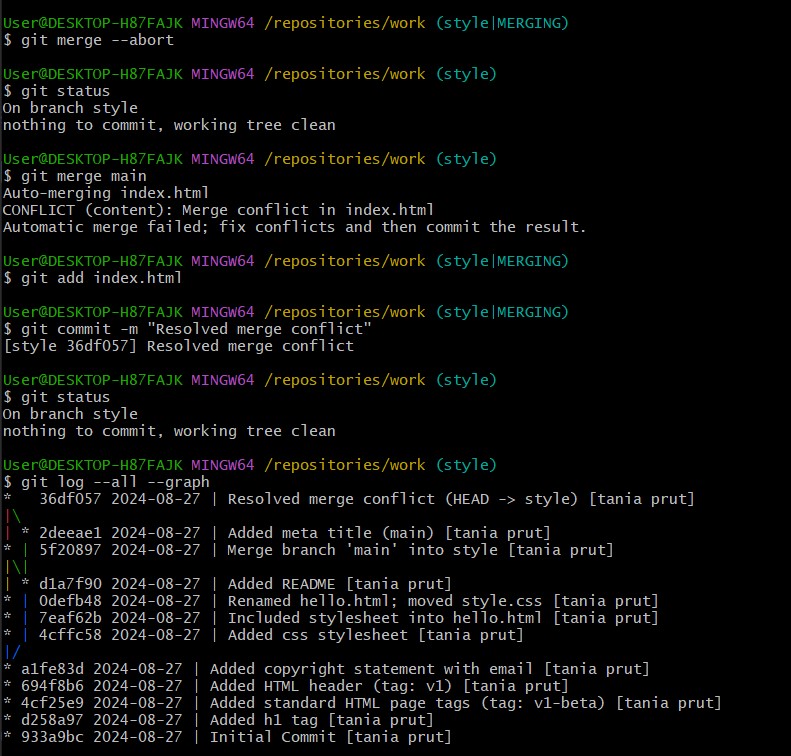 User@DESKTOP-H87FAJK MINGW64 /repositories/work (style|MERGING)
$ git merge --abort
User@DESKTOP-H87FAJK MINGW64 /repositories/work (style)
$ git status
On branch style
nothing to commit, working tree clean
User@DESKTOP-H87FAJK MINGW64 /repositories/work (style)
$ git merge main
Auto-merging index.html
CONFLICT (content): Merge conflict in index.html
Automatic merge failed; fix conflicts and then commit the result.
User@DESKTOP-H87FAJK MINGW64 /repositories/work (style|MERGING)
$ git add index.html
User@DESKTOP-H87FAJK MINGW64 /repositories/work (style|MERGING)
$ git commit -m "Resolved merge conflict"
[style 36df057] Resolved merge conflict
User@DESKTOP-H87FAJK MINGW64 /repositories/work (style)
$ git status
On branch style
nothing to commit, working tree clean
User@DESKTOP-H87FAJK MINGW64 /repositories/work (style)
$ git log --all --graph
*   36df057 2024-08-27 | Resolved merge conflict (HEAD -> style) [tania prut]
|\
| * 2deeae1 2024-08-27 | Added meta title (main) [tania prut]
* | 5f20897 2024-08-27 | Merge branch 'main' into style [tania prut]
|\|
| * d1a7f90 2024-08-27 | Added README [tania prut]
* | 0defb48 2024-08-27 | Renamed hello.html; moved style.css [tania prut]
* | 7eaf62b 2024-08-27 | Included stylesheet into hello.html [tania prut]
* | 4cffc58 2024-08-27 | Added css stylesheet [tania prut]
|/
* a1fe83d 2024-08-27 | Added copyright statement with email [tania prut]
* 694f8b6 2024-08-27 | Added HTML header (tag: v1) [tania prut]
* 4cf25e9 2024-08-27 | Added standard HTML page tags (tag: v1-beta) [tania prut]
* d258a97 2024-08-27 | Added h1 tag [tania prut]
* 933a9bc 2024-08-27 | Initial Commit [tania prut]